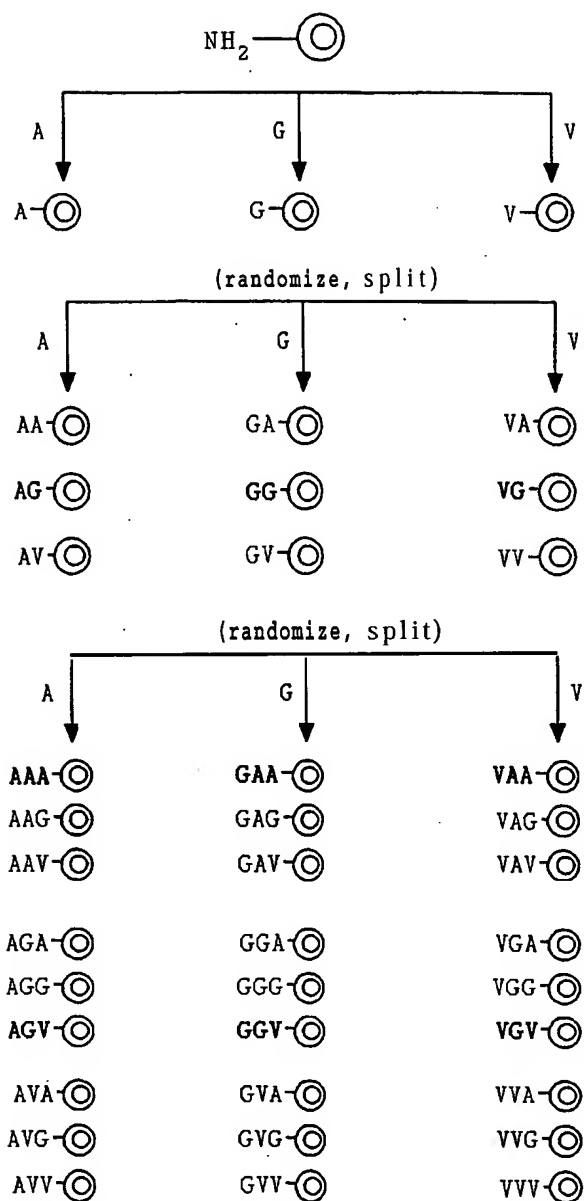 NH2
A G V
A G V
(randomize, split)
A G V
AA GA VA
AG GG VG
AV GV VV
(randomize, split)
A G V
AAA GAA VAA
AAG GAG VAG
AAV GAV VAV
AGA GGA VGA
AGG GGG VGG
AGV GGV VGV
AVA GVA VVA
AVG GVG VVG
AVV GVV VVV